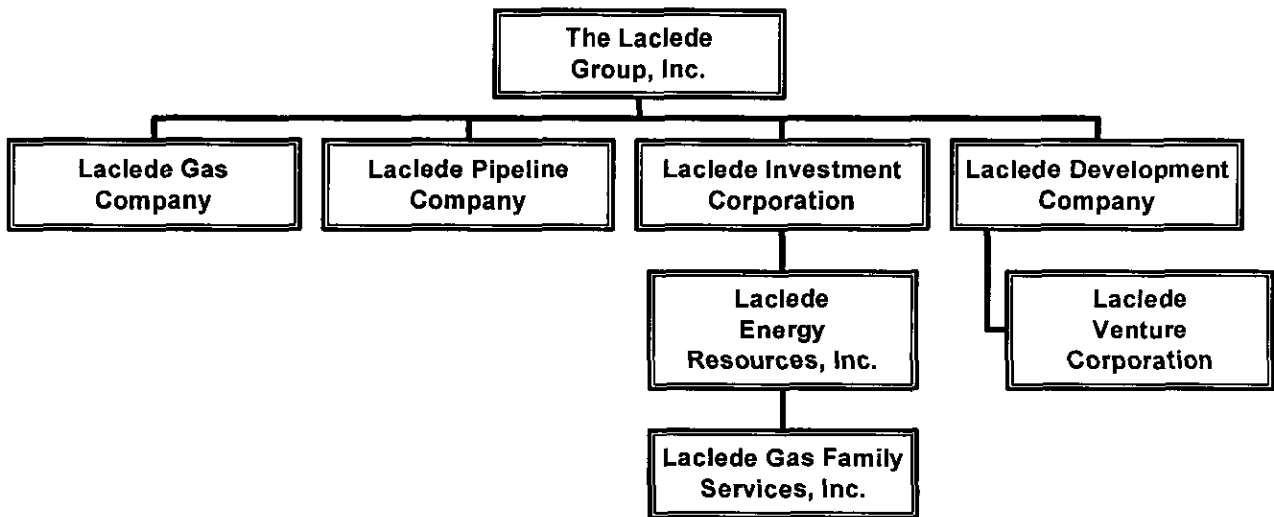 The Laclede
Group, Inc.
Laclede Gas
Company
Laclede Pipeline
Company
Laclede Investment
Corporation
Laclede Development
Company
Laclede
Energy
Resources, Inc.
Laclede
Venture
Corporation
Laclede Gas Family
Services, Inc.